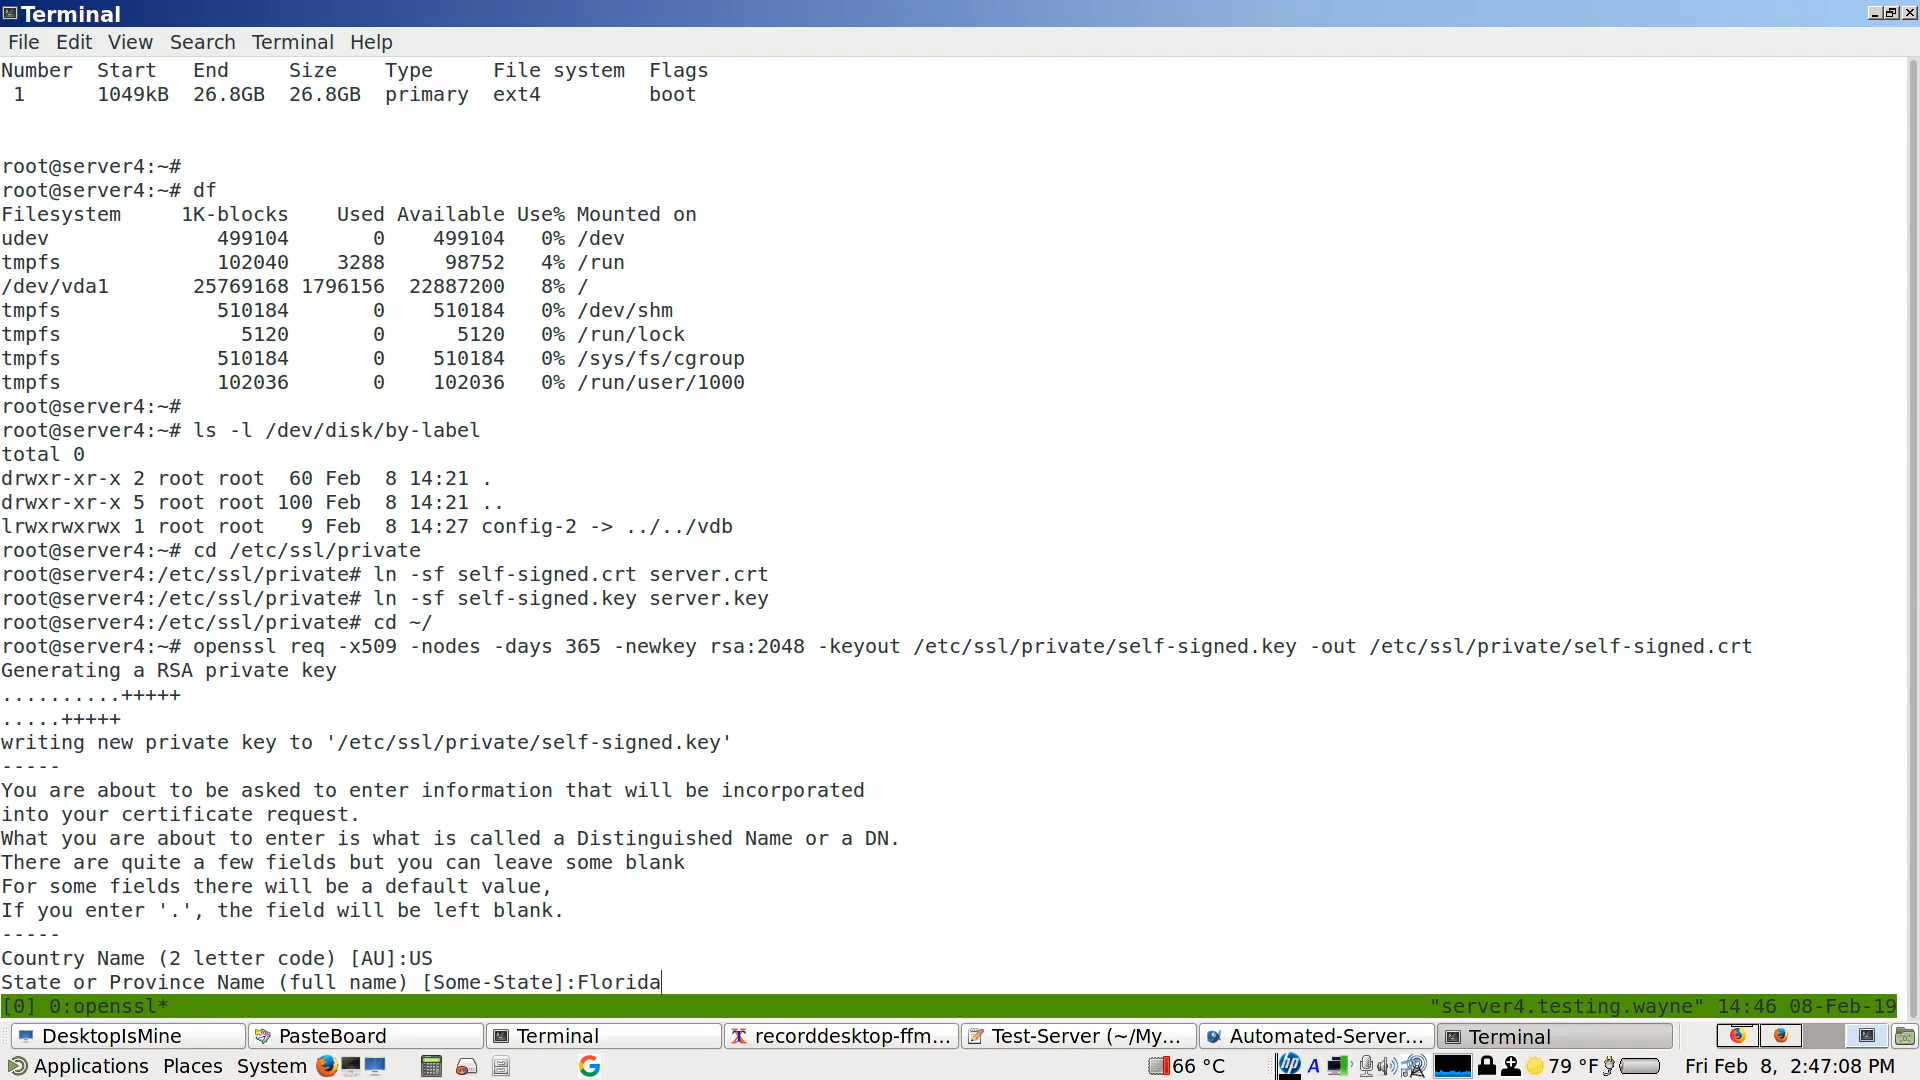 Terminal
File Edit View Search Terminal Help
Number  Start   End     Size    Type     File system  Flags
 1      1049kB  26.8GB  26.8GB  primary  ext4         boot
root@server4:~#
root@server4:~# df
Filesystem     1K-blocks    Used Available Use% Mounted on
udev              499104       0    499104   0% /dev
tmpfs             102040    3288     98752   4% /run
/dev/vda1       25769168 1796156  22887200   8% /
tmpfs             510184       0    510184   0% /dev/shm
tmpfs               5120       0      5120   0% /run/lock
tmpfs             510184       0    510184   0% /sys/fs/cgroup
tmpfs             102036       0    102036   0% /run/user/1000
root@server4:~#
root@server4:~# ls -l /dev/disk/by-label
total 0
drwxr-xr-x 2 root root  60 Feb  8 14:21 .
drwxr-xr-x 5 root root 100 Feb  8 14:21 ..
lrwxrwxrwx 1 root root   9 Feb  8 14:27 config-2 -> ../../vdb
root@server4:~# cd /etc/ssl/private
root@server4:/etc/ssl/private# ln -sf self-signed.crt server.crt
root@server4:/etc/ssl/private# ln -sf self-signed.key server.key
root@server4:/etc/ssl/private# cd ~/
root@server4:~# openssl req -x509 -nodes -days 365 -newkey rsa:2048 -keyout /etc/ssl/private/self-signed.key -out /etc/ssl/private/self-signed.crt
Generating a RSA private key
..........+++++
.....+++++
writing new private key to '/etc/ssl/private/self-signed.key'
-----
You are about to be asked to enter information that will be incorporated
into your certificate request.
What you are about to enter is what is called a Distinguished Name or a DN.
There are quite a few fields but you can leave some blank
For some fields there will be a default value,
If you enter '.', the field will be left blank.
-----
Country Name (2 letter code) [AU]:US
State or Province Name (full name) [Some-State]:Florida
[0] 0:openssl* "server4.testing.wayne" 14:46 08-Feb-19
DesktopIsMine PasteBoard Terminal recorddesktop-ffm... Test-Server (~/My... Automated-Server... Terminal
Applications Places System G 66 °C hp A 79 °F Fri Feb 8, 2:47:08 PM